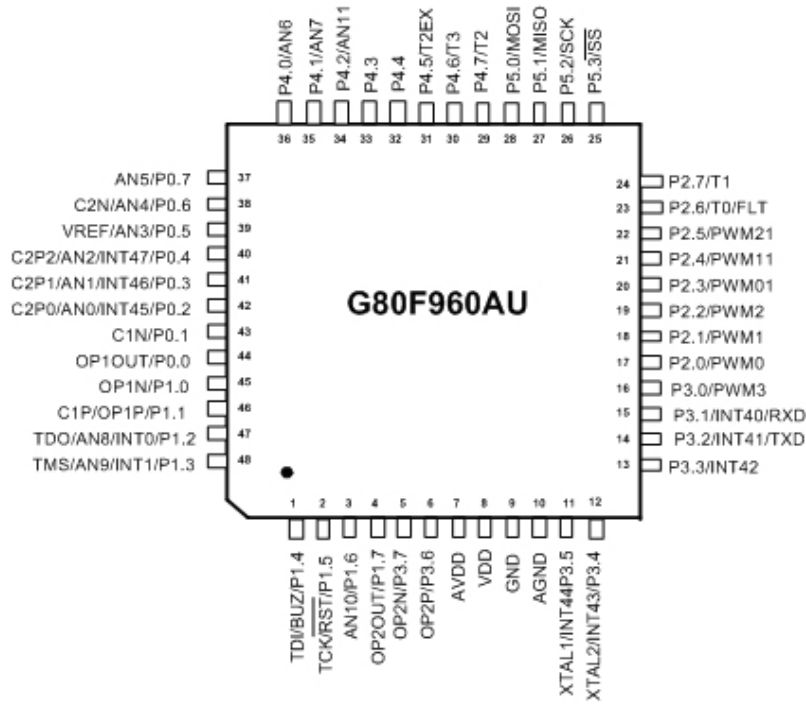 P4.0/AN6
P4.1/AN7
P4.2/AN11
P4.3
P4.4
P4.5/T2EX
P4.6/T3
P4.7/T2
P5.0/MOSI
P5.1/MISO
P5.2/SCK
P5.3/SS
36 35 34 33 32 31 30 29 28 27 26 25
AN5/P0.7 37
C2N/AN4/P0.6 38
VREF/AN3/P0.5 39
C2P2/AN2/INT47/P0.4 40
C2P1/AN1/INT46/P0.3 41
C2P0/AN0/INT45/P0.2 42
C1N/P0.1 43
OP1OUT/P0.0 44
OP1N/P1.0 45
C1P/OP1P/P1.1 46
TDO/AN8/INT0/P1.2 47
TMS/AN9/INT1/P1.3 48
G80F960AU
24 P2.7/T1
23 P2.6/T0/FLT
22 P2.5/PWM21
21 P2.4/PWM11
20 P2.3/PWM01
19 P2.2/PWM2
18 P2.1/PWM1
17 P2.0/PWM0
16 P3.0/PWM3
15 P3.1/INT40/RXD
14 P3.2/INT41/TXD
13 P3.3/INT42
1 2 3 4 5 6 7 8 9 10 11 12
TDI/BUZ/P1.4
TCK/RST/P1.5
AN10/P1.6
OP2OUT/P1.7
OP2N/P3.7
OP2P/P3.6
AVDD
VDD
GND
AGND
XTAL1/INT44P3.5
XTAL2/INT43/P3.4